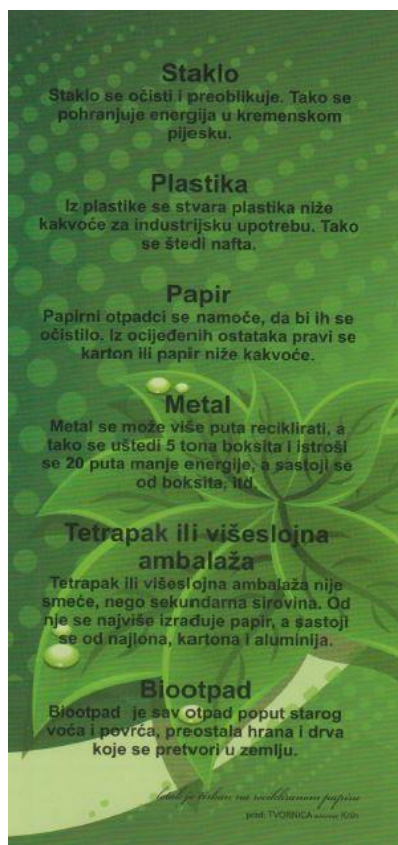 Staklo
Staklo se očisti i preoblikuje. Tako se
pohranjuje energija u kremenskom
pijesku.
Plastika
Iz plastike se stvara plastika niže
kakvoće za industrijsku upotrebu. Tako
se štedi nafta.
Papir
Papirni otpadci se namoče, da bi ih se
očistilo. Iz ocijeđenih ostataka pravi se
karton ili papir niže kakvoće.
Metal
Metal se može više puta reciklirati, a
tako se uštedi 5 tona boksita i istroši
se 20 puta manje energije, a sastoji se
od boksita, itd.
Tetrapak ili višeslojna
ambalaža
Tetrapak ili višeslojna ambalaža nije
smeće, nego sekundarna sirovina. Od
nje se najviše izrađuje papir, a sastoji
se od najlona, kartona i aluminija.
Biootpad
Biootpad je sav otpad poput starog
voća i povrća, preostala hrana i drva
koje se pretvori u zemlju.
letak je tiskan na recikliranom papiru
print: TVORNICA